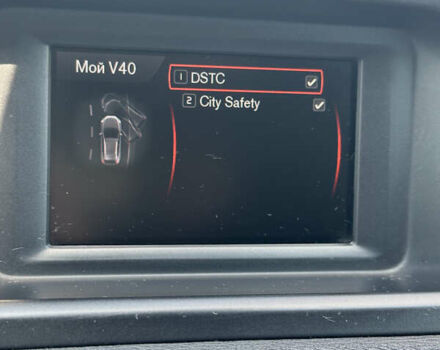 Мой V40
1 DSTC
2 City Safety